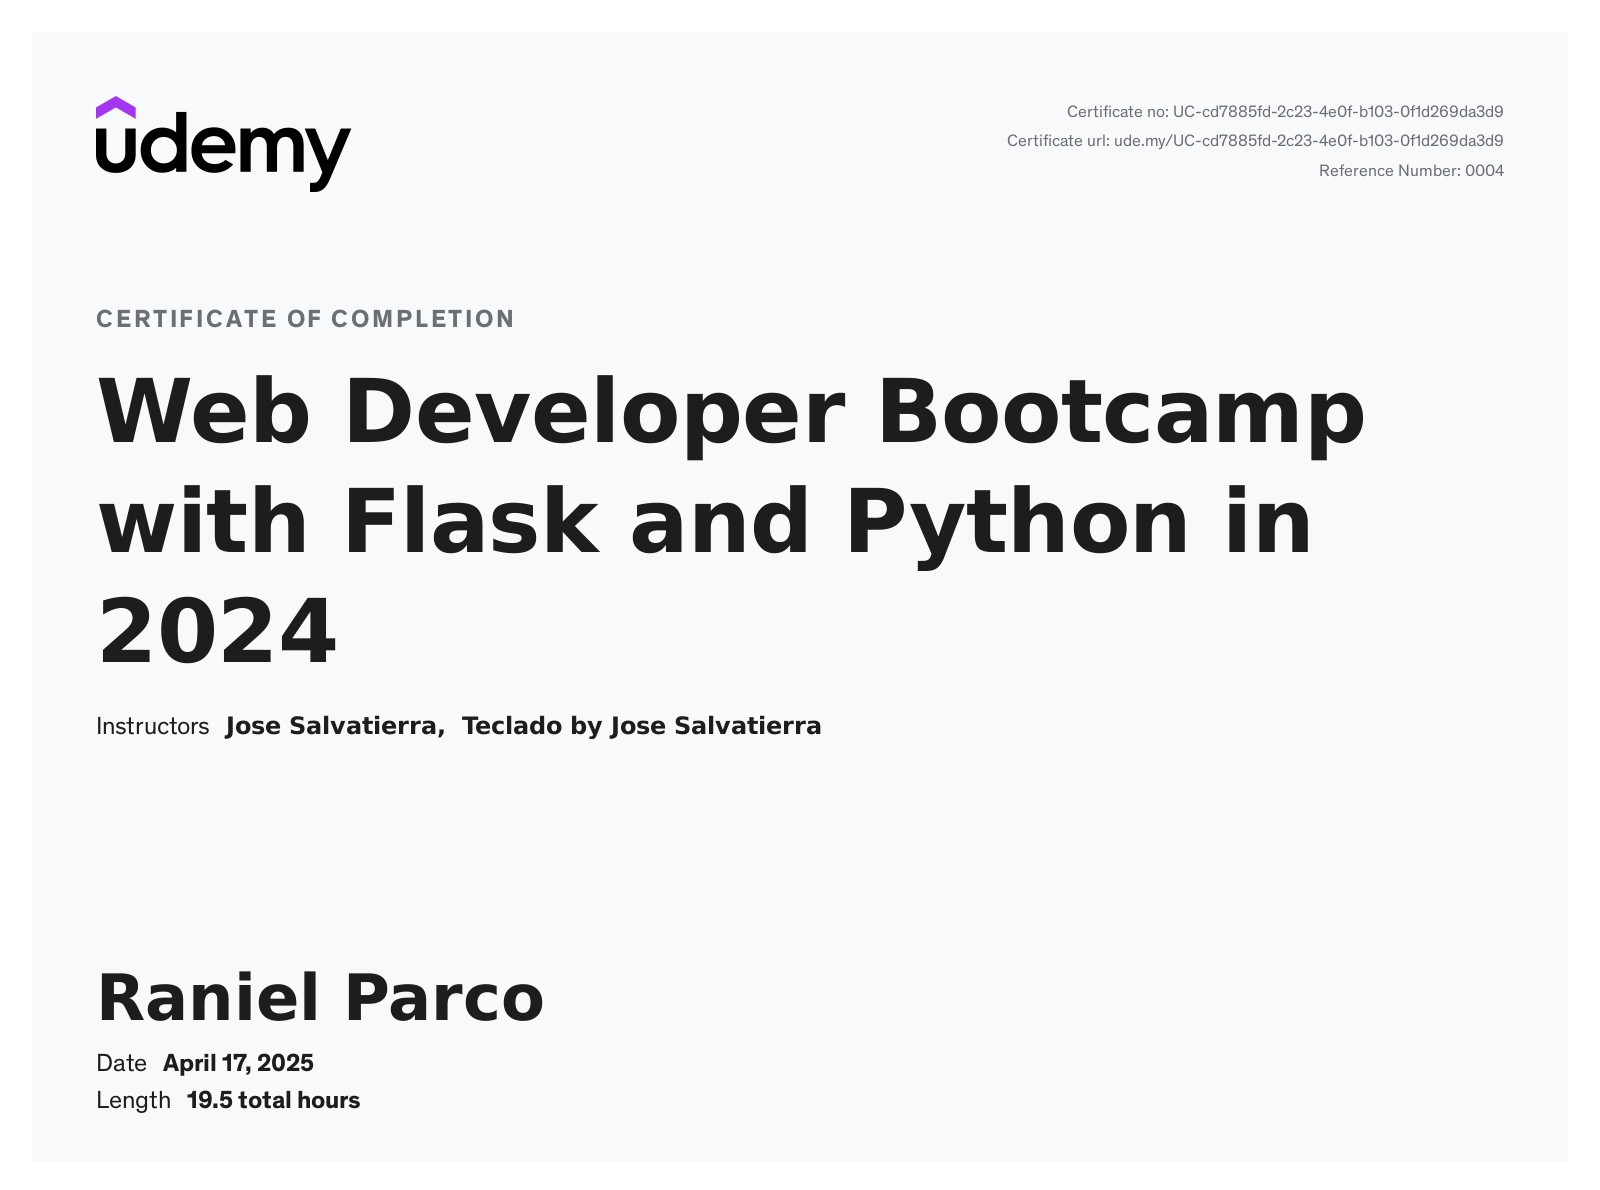 udemy
Certificate no: UC-cd7885fd-2c23-4e0f-b103-0f1d269da3d9
Certificate url: ude.my/UC-cd7885fd-2c23-4e0f-b103-0f1d269da3d9
Reference Number: 0004
CERTIFICATE OF COMPLETION
Web Developer Bootcamp
with Flask and Python in
2024
Instructors Jose Salvatierra, Teclado by Jose Salvatierra
Raniel Parco
Date April 17, 2025
Length 19.5 total hours